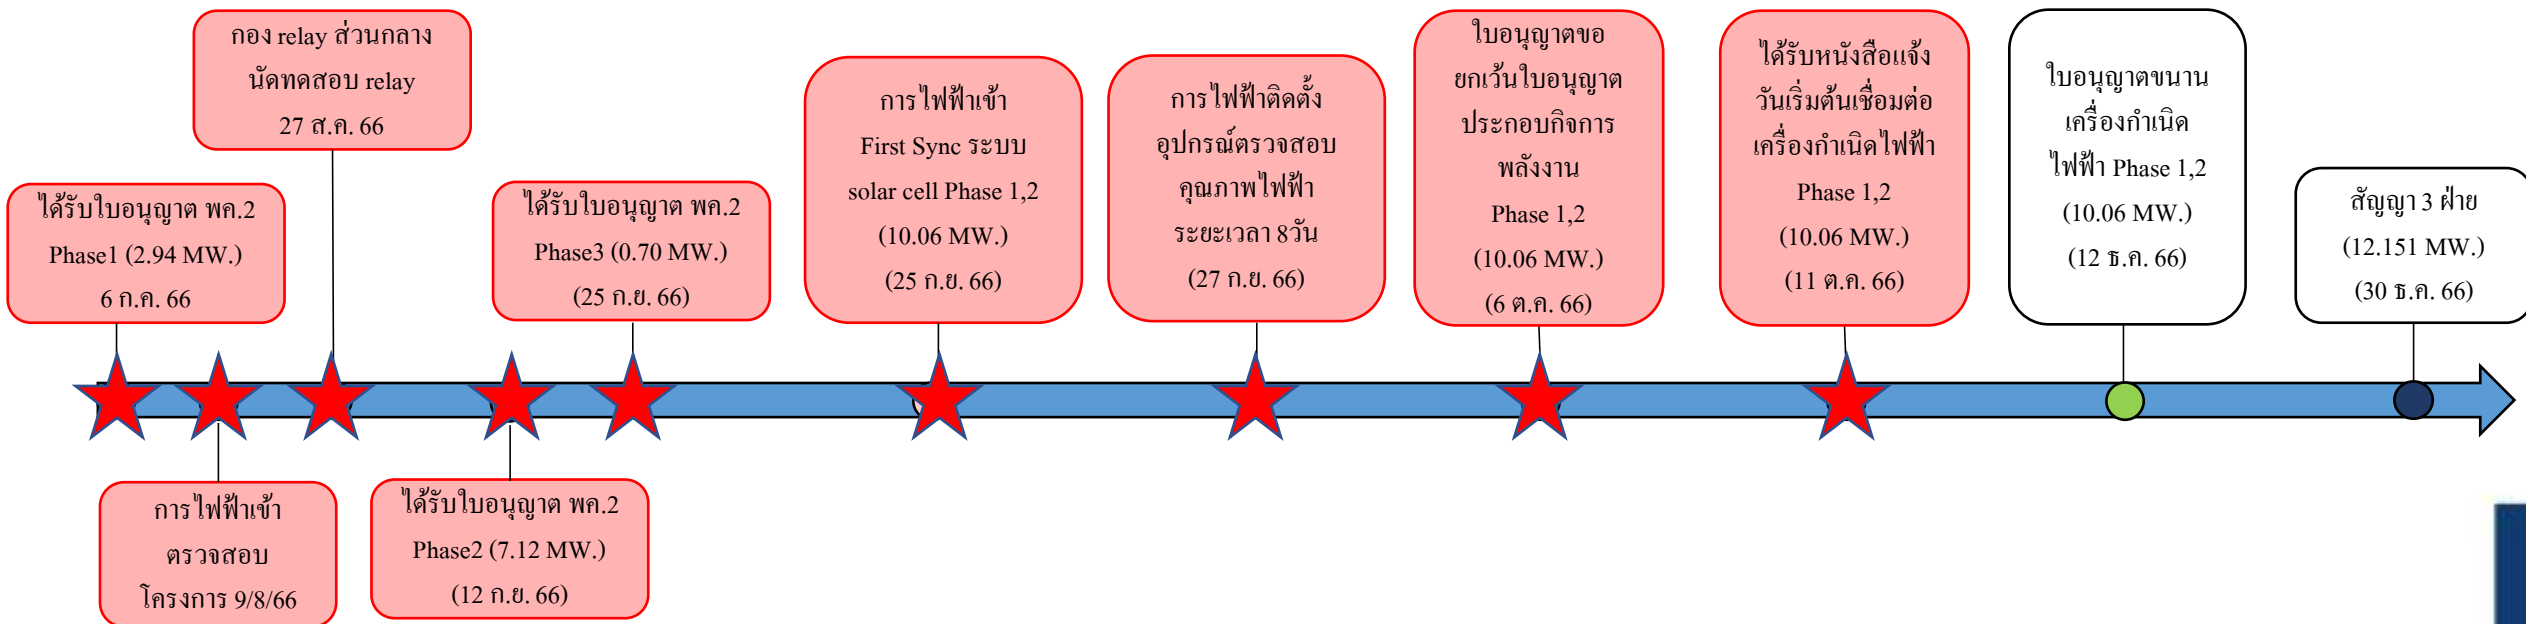 กอง relay ส่วนกลาง
นัดทดสอบ relay
27 ส.ค. 66
ได้รับใบอนุญาต พค.2
Phase1 (2.94 MW.)
6 ก.ค. 66
การไฟฟ้าเข้า
ตรวจสอบ
โครงการ 9/8/66
ได้รับใบอนุญาต พค.2
Phase2 (7.12 MW.)
(12 ก.ย. 66)
ได้รับใบอนุญาต พค.2
Phase3 (0.70 MW.)
(25 ก.ย. 66)
การไฟฟ้าเข้า
First Sync ระบบ
solar cell Phase 1,2
(10.06 MW.)
(25 ก.ย. 66)
การไฟฟ้าติดตั้ง
อุปกรณ์ตรวจสอบ
คุณภาพไฟฟ้า
ระยะเวลา 8วัน
(27 ก.ย. 66)
ใบอนุญาตขอ
ยกเว้นใบอนุญาต
ประกอบกิจการ
พลังงาน
Phase 1,2
(10.06 MW.)
(6 ต.ค. 66)
ได้รับหนังสือแจ้ง
วันเริ่มต้นเชื่อมต่อ
เครื่องกำเนิดไฟฟ้า
Phase 1,2
(10.06 MW.)
(11 ต.ค. 66)
ใบอนุญาตขนาน
เครื่องกำเนิด
ไฟฟ้า Phase 1,2
(10.06 MW.)
(12 ธ.ค. 66)
สัญญา 3 ฝ่าย
(12.151 MW.)
(30 ธ.ค. 66)